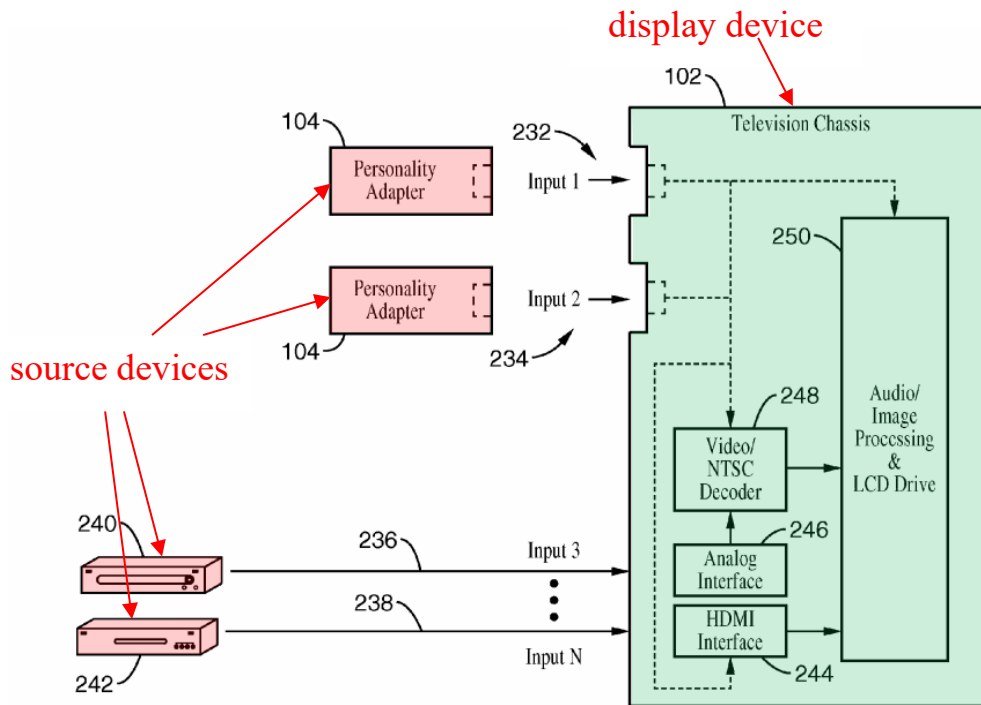 display device
102
Television Chassis
104
Personality
Adapter
232
Input 1
250
Personality
Adapter
Input 2
104
234
source devices
248
Video/
NTSC
Decoder
Audio/
Image
Processing
&
LCD Drive
240
236
Input 3
246
Analog
Interface
238
HDMI
Interface
242
Input N
244